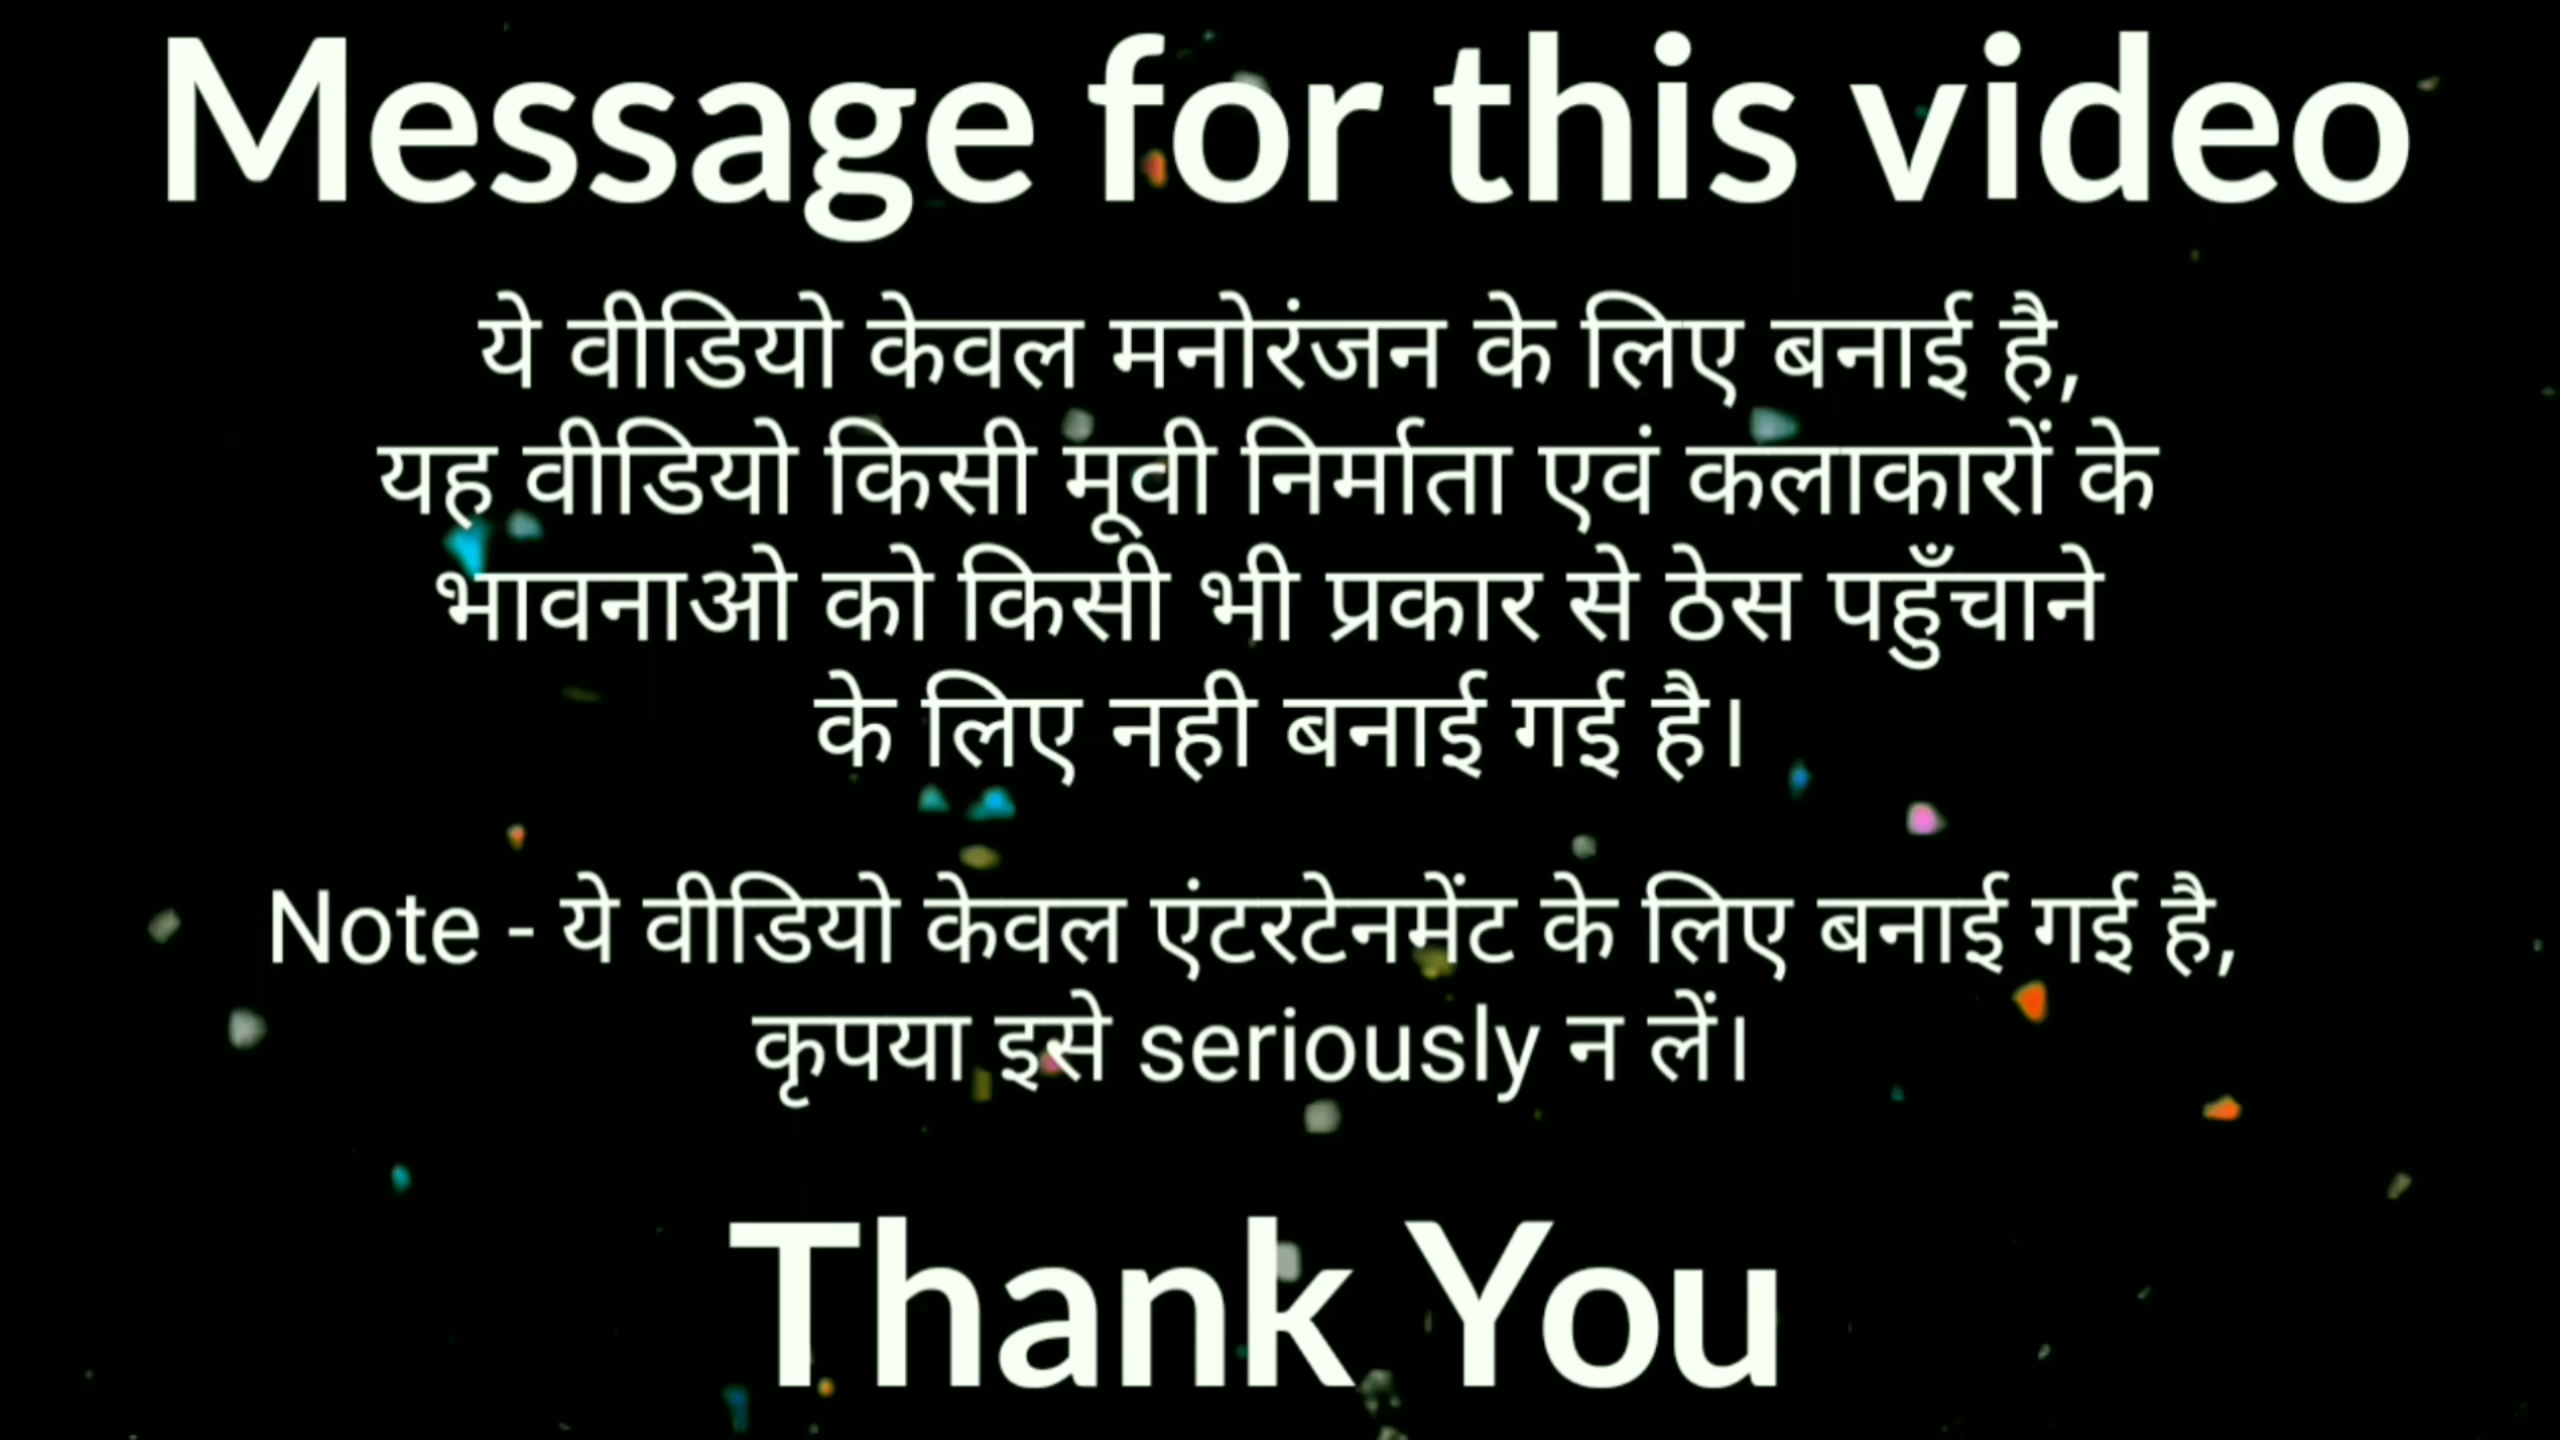 Message for this video
ये वीडियो केवल मनोरंजन के लिए बनाई है,
यह वीडियो किसी मूवी निर्माता एवं कलाकारों के
भावनाओ को किसी भी प्रकार से ठेस पहुँचाने
के लिए नही बनाई गई है।
Note - ये वीडियो केवल एंटरटेनमेंट के लिए बनाई गई है,
कृपया इसे seriously न लें।
Thank You